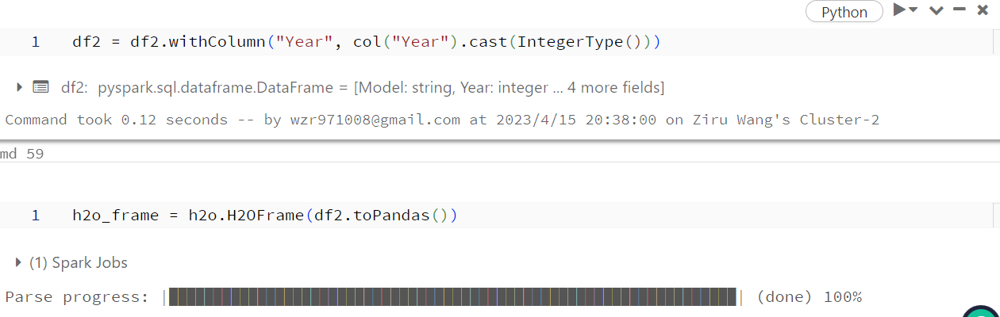 Python
1 df2 = df2.withColumn("Year", col("Year").cast(IntegerType()))
df2: pyspark.sql.dataframe.DataFrame = [Model: string, Year: integer ... 4 more fields]
Command took 0.12 seconds -- by wzr971008@gmail.com at 2023/4/15 20:38:00 on Ziru Wang's Cluster-2
md 59
1 h2o_frame = h2o.H2OFrame(df2.toPandas())
(1) Spark Jobs
Parse progress: |████████████████████████████████████████████████████████████████| (done) 100%